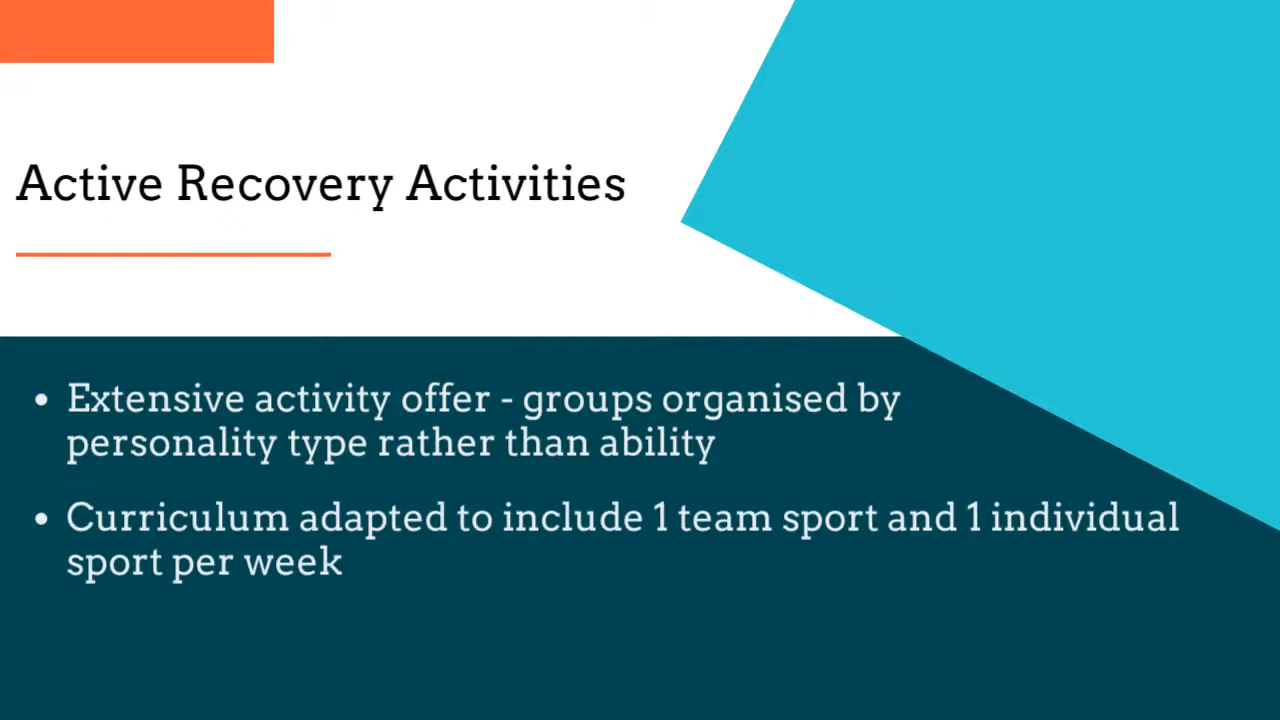 Active Recovery Activities
• Extensive activity offer - groups organised by
personality type rather than ability
• Curriculum adapted to include 1 team sport and 1 individual
sport per week